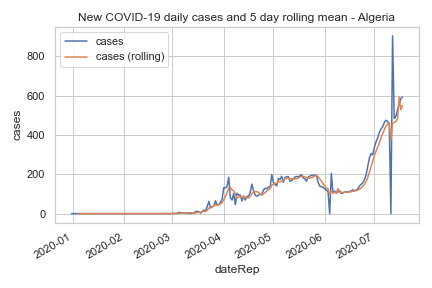 New COVID-19 daily cases and 5 day rolling mean - Algeria
cases
cases (rolling)
800
600
400
200
0
cases
2020-01
2020-02
2020-03
2020-04
2020-05
2020-06
2020-07
dateRep